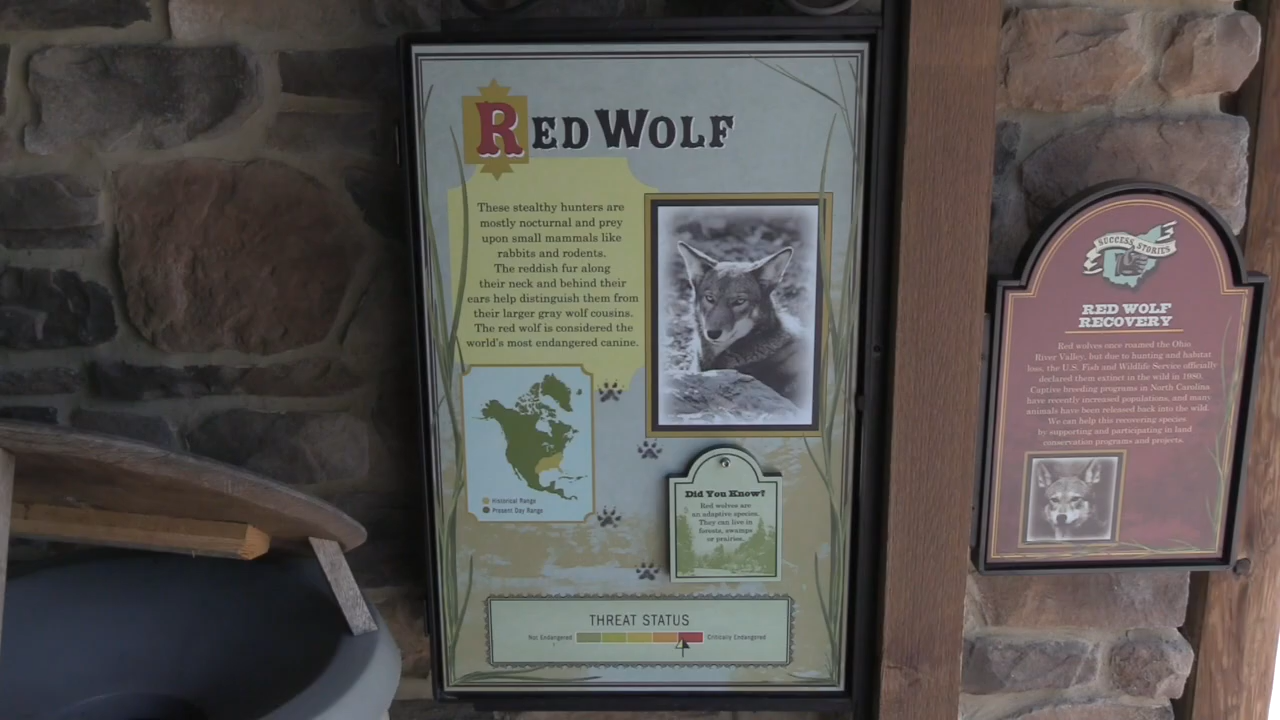 RED WOLF
These stealthy hunters are
mostly nocturnal and prey
upon small mammals like
rabbits and rodents.
The reddish fur along
their neck and behind their
ears help distinguish them from
their larger gray wolf cousins.
The red wolf is considered the
world's most endangered canine.
Historical Range
Present Day Range
Did You Know?
Red wolves are
an adaptive species.
They can live in
forests, swamps
or prairies.
THREAT STATUS
Not Endangered
Critically Endangered
SUCCESS STORIES
RED WOLF
RECOVERY
Red wolves once roamed the Ohio
River Valley, but due to hunting and habitat
loss, the U.S. Fish and Wildlife Service officially
declared them extinct in the wild in 1980.
Captive breeding programs in North Carolina
have recently increased populations, and many
animals have been released back into the wild.
We can help this recovering species
by supporting and participating in land
conservation programs and projects.